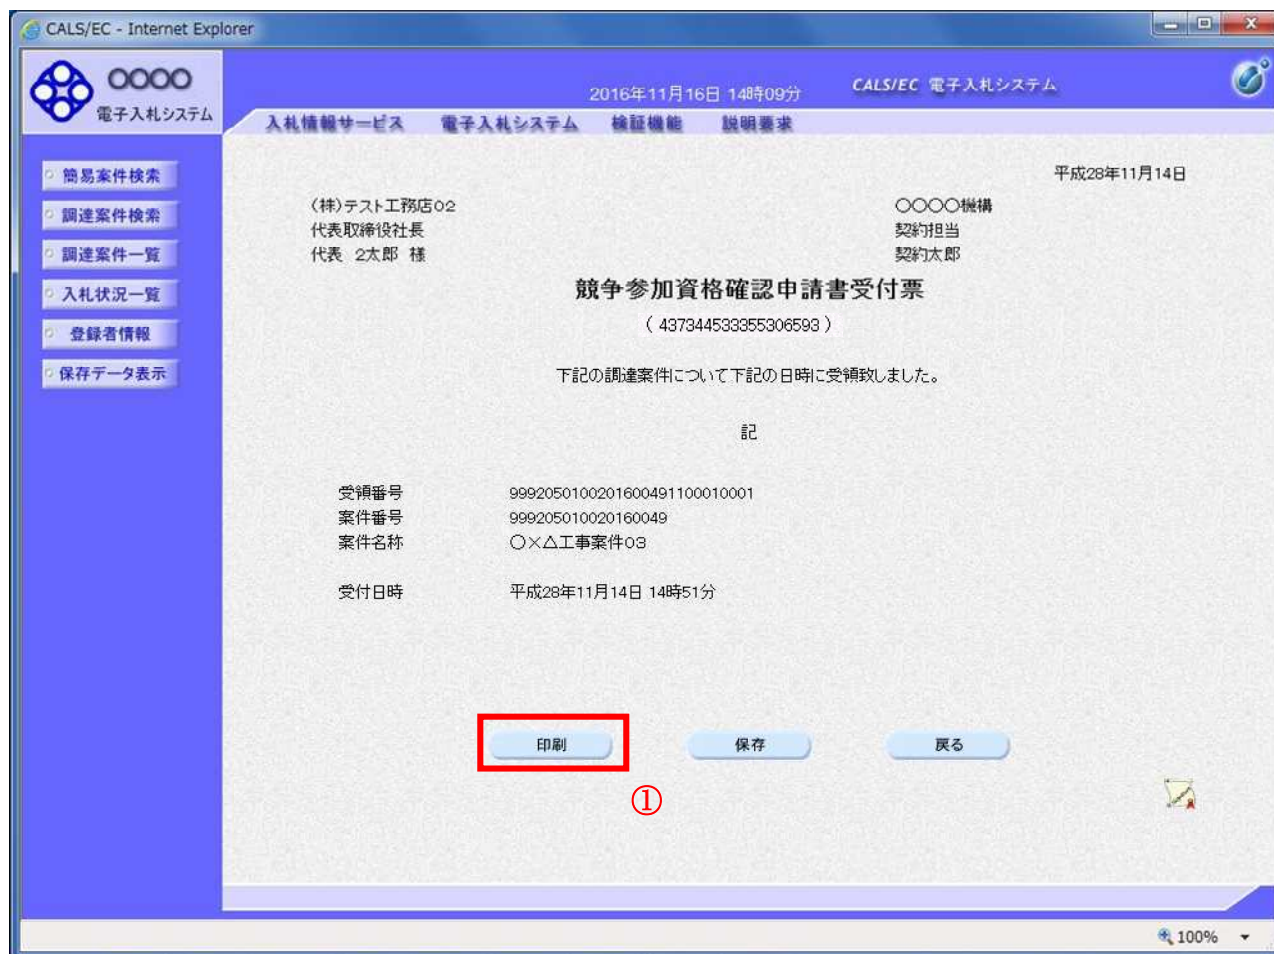 CALS/EC - Internet Explorer
〇〇〇〇
電子入札システム
2016年11月16日 14時09分
CALS/EC 電子入札システム
入札情報サービス 電子入札システム 検証機能 説明要求
簡易案件検索
調達案件検索
調達案件一覧
入札状況一覧
登録者情報
保存データ表示
平成28年11月14日
(株)テスト工務店02
代表取締役社長
代表 2太郎 様
〇〇〇〇機構
契約担当
契約太郎
競争参加資格確認申請書受付票
( 437344533355306593 )
下記の調達案件について下記の日時に受領致しました。
記
受領番号 9992050100201600491100010001
案件番号 999205010020160049
案件名称 〇×△工事案件03
受付日時 平成28年11月14日 14時51分
印刷 保存 戻る
①
100%